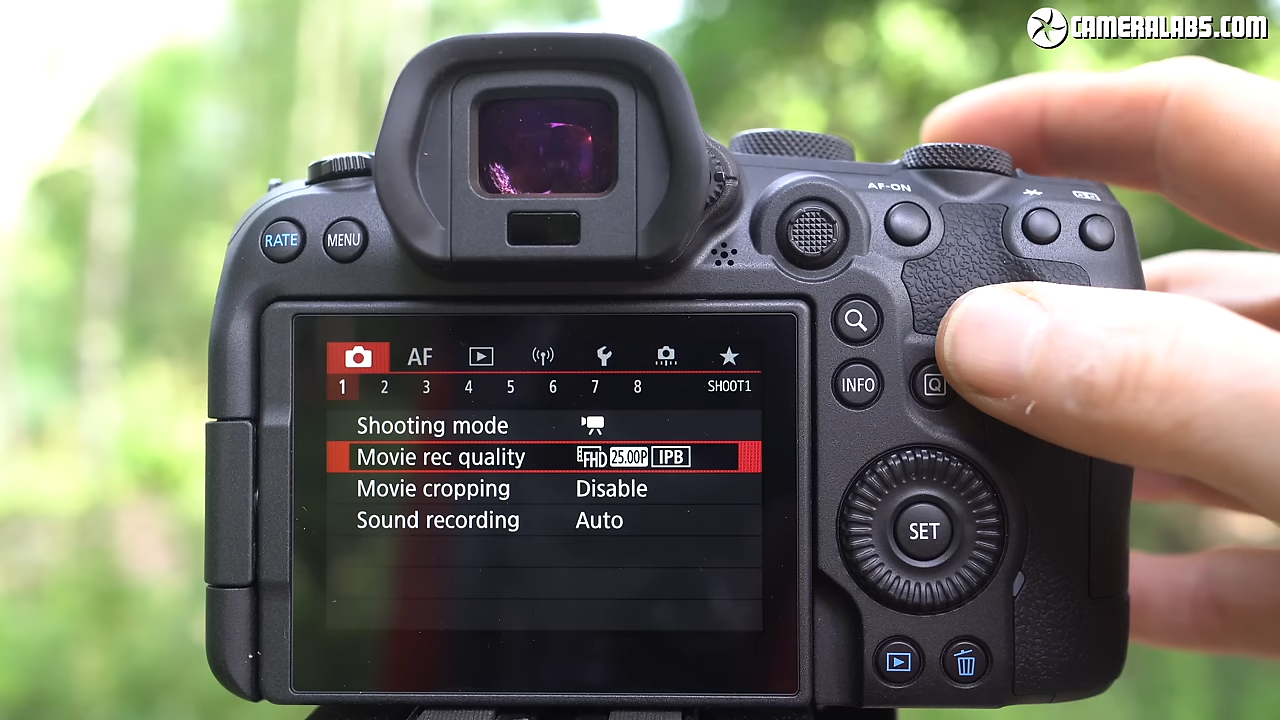 CAMERALABS.COM
AF-ON
RATE
MENU
INFO
Q
SET
AF
1 2 3 4 5 6 7 8 SHOOT1
Shooting mode
Movie rec quality FHD 25.00P IPB
Movie cropping Disable
Sound recording Auto